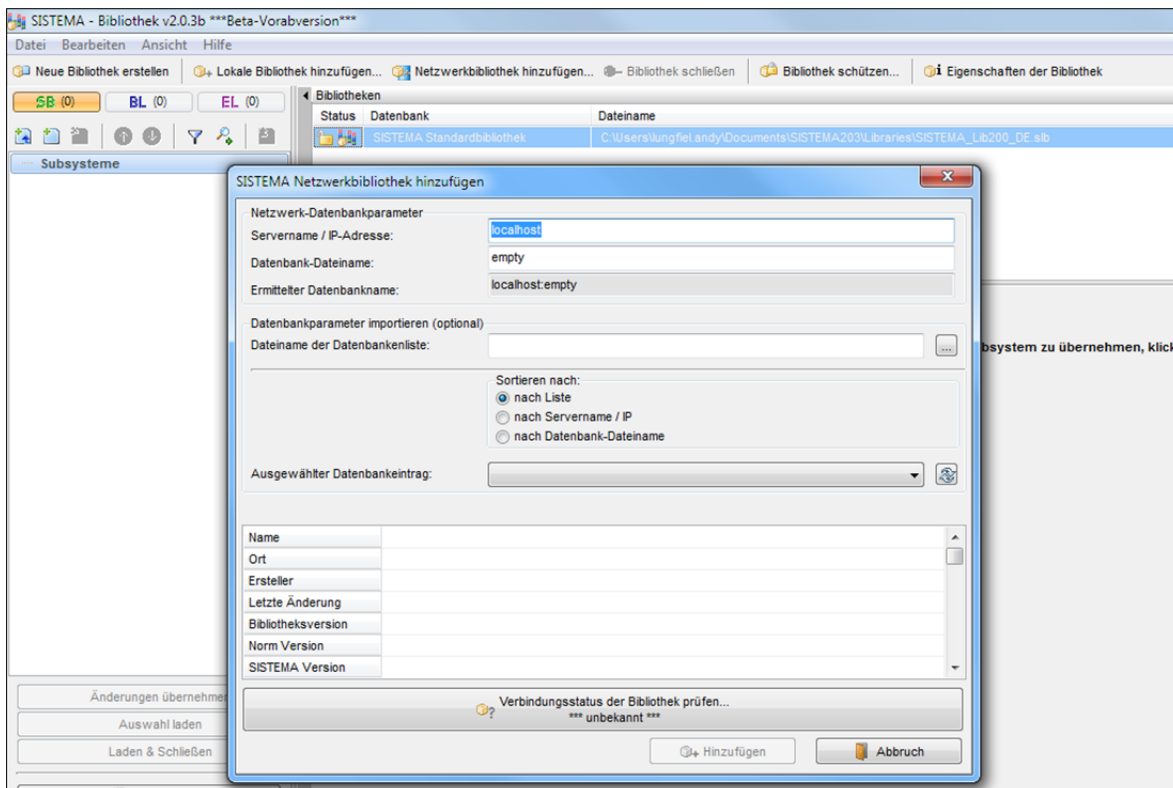 SISTEMA - Bibliothek v2.0.3b ***Beta-Vorabversion***
Datei Bearbeiten Ansicht Hilfe
Neue Bibliothek erstellen Lokale Bibliothek hinzufügen... Netzwerkbibliothek hinzufügen... Bibliothek schließen Bibliothek schützen... Eigenschaften der Bibliothek
SB (0) BL (0) EL (0)
Bibliotheken
Status Datenbank Dateiname
SISTEMA Standardbibliothek C:\Users\lungfiel.andy\Documents\SISTEMA203\Libraries\SISTEMA_Lib200_DE.slb
Subsysteme
SISTEMA Netzwerkbibliothek hinzufügen
Netzwerk-Datenbankparameter
Servername / IP-Adresse: localhost
Datenbank-Dateiname: empty
Ermittelter Datenbankname: localhost:empty
Datenbankparameter importieren (optional)
Dateiname der Datenbankenliste: ...
bsystem zu übernehmen, klick
Sortieren nach:
nach Liste
nach Servername / IP
nach Datenbank-Dateiname
Ausgewählter Datenbankeintrag:
Name
Ort
Ersteller
Letzte Änderung
Bibliotheksversion
Norm Version
SISTEMA Version
Änderungen übernehmen
Auswahl laden
Laden & Schließen
Verbindungsstatus der Bibliothek prüfen...
*** unbekannt ***
Hinzufügen Abbruch